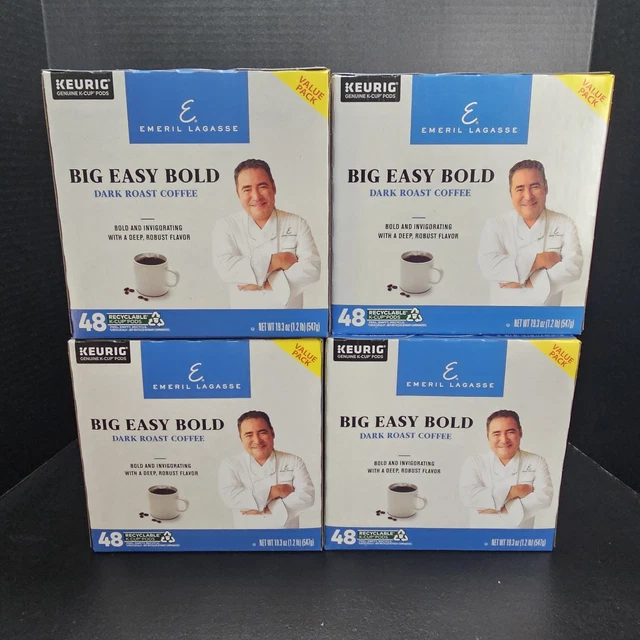 KEURIG
GENUINE K-CUP PODS
VALUE
PACK
E
EMERIL LAGASSE
BIG EASY BOLD
DARK ROAST COFFEE
BOLD AND INVIGORATING
WITH A DEEP, ROBUST FLAVOR
48 RECYCLABLE
K-CUP PODS
NET WT 19.3 oz (1.2 lb) (547g)
KEURIG
GENUINE K-CUP PODS
VALUE
PACK
E
EMERIL LAGASSE
BIG EASY BOLD
DARK ROAST COFFEE
BOLD AND INVIGORATING
WITH A DEEP, ROBUST FLAVOR
48 RECYCLABLE
K-CUP PODS
NET WT 19.3 oz (1.2 lb) (547g)
KEURIG
GENUINE K-CUP PODS
VALUE
PACK
E
EMERIL LAGASSE
BIG EASY BOLD
DARK ROAST COFFEE
BOLD AND INVIGORATING
WITH A DEEP, ROBUST FLAVOR
48 RECYCLABLE
K-CUP PODS
NET WT 19.3 oz (1.2 lb) (547g)
KEURIG
GENUINE K-CUP PODS
VALUE
PACK
E
EMERIL LAGASSE
BIG EASY BOLD
DARK ROAST COFFEE
BOLD AND INVIGORATING
WITH A DEEP, ROBUST FLAVOR
48 RECYCLABLE
K-CUP PODS
NET WT 19.3 oz (1.2 lb) (547g)